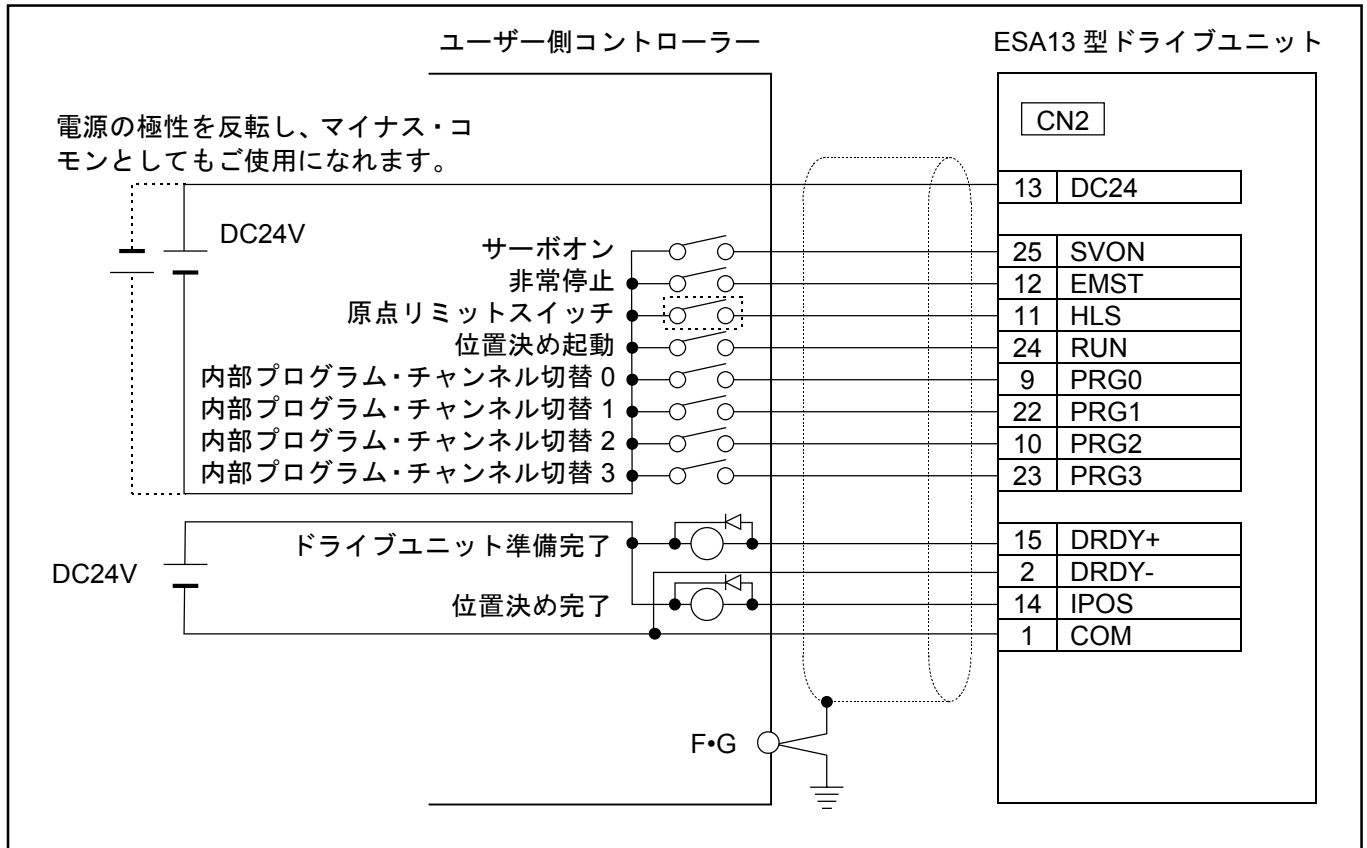 ユーザー側コントローラー
ESA13 型ドライブユニット
CN2
電源の極性を反転し、マイナス・コ
モンとしてもご使用になれます。
13 DC24
DC24V
サーボオン 25 SVON
非常停止 12 EMST
原点リミットスイッチ 11 HLS
位置決め起動 24 RUN
内部プログラム・チャンネル切替 0 9 PRG0
内部プログラム・チャンネル切替 1 22 PRG1
内部プログラム・チャンネル切替 2 10 PRG2
内部プログラム・チャンネル切替 3 23 PRG3
ドライブユニット準備完了 15 DRDY+
DC24V 2 DRDY-
位置決め完了 14 IPOS
1 COM
F•G